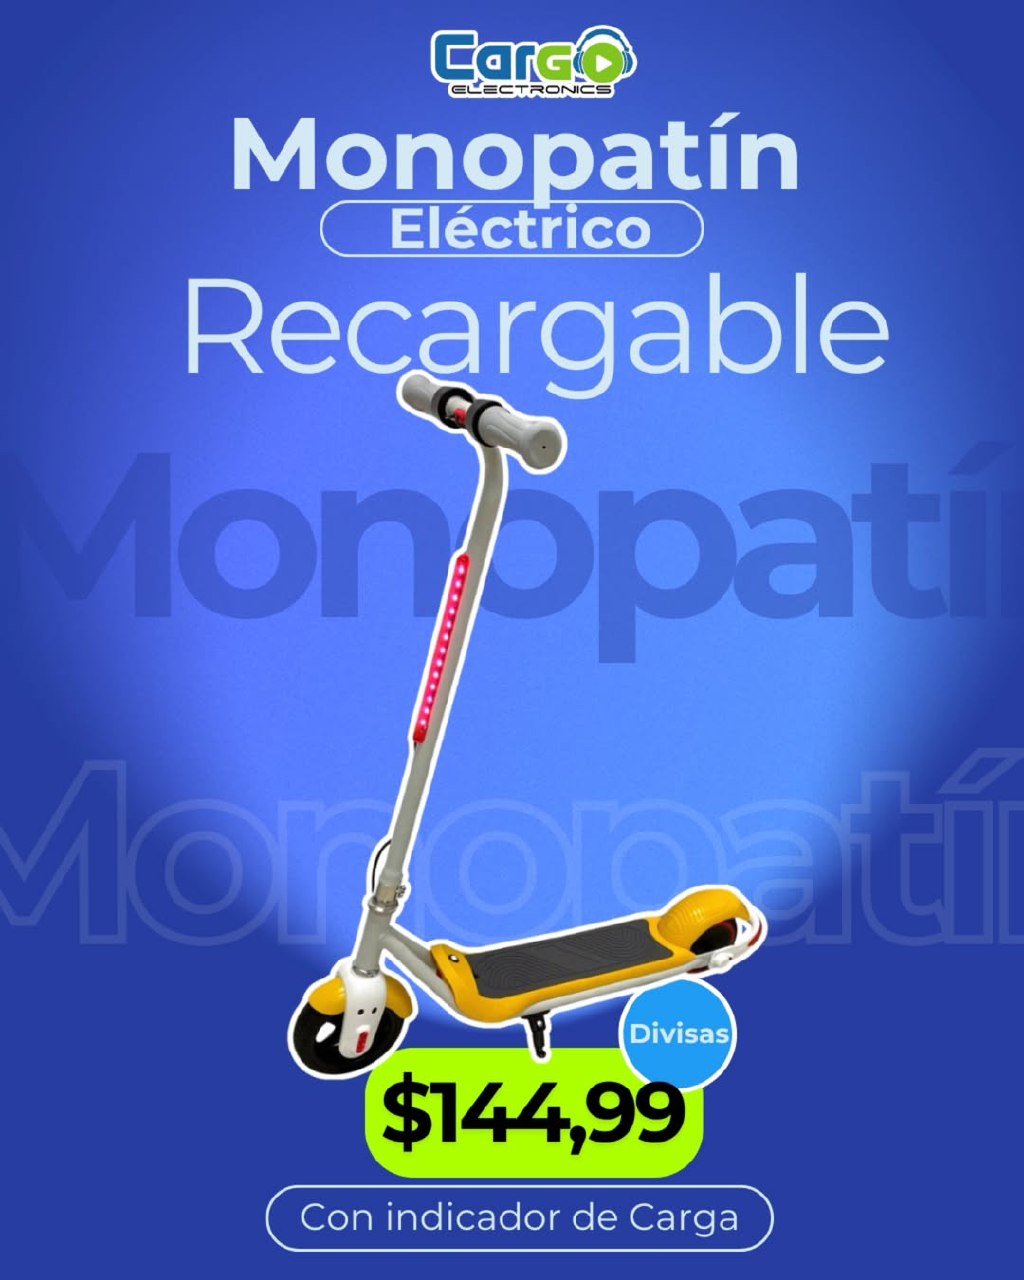 CarGO
ELECTRONICS
Monopatín
Eléctrico
Recargable
Monopatín
Monopatín
Divisas
$144,99
Con indicador de Carga